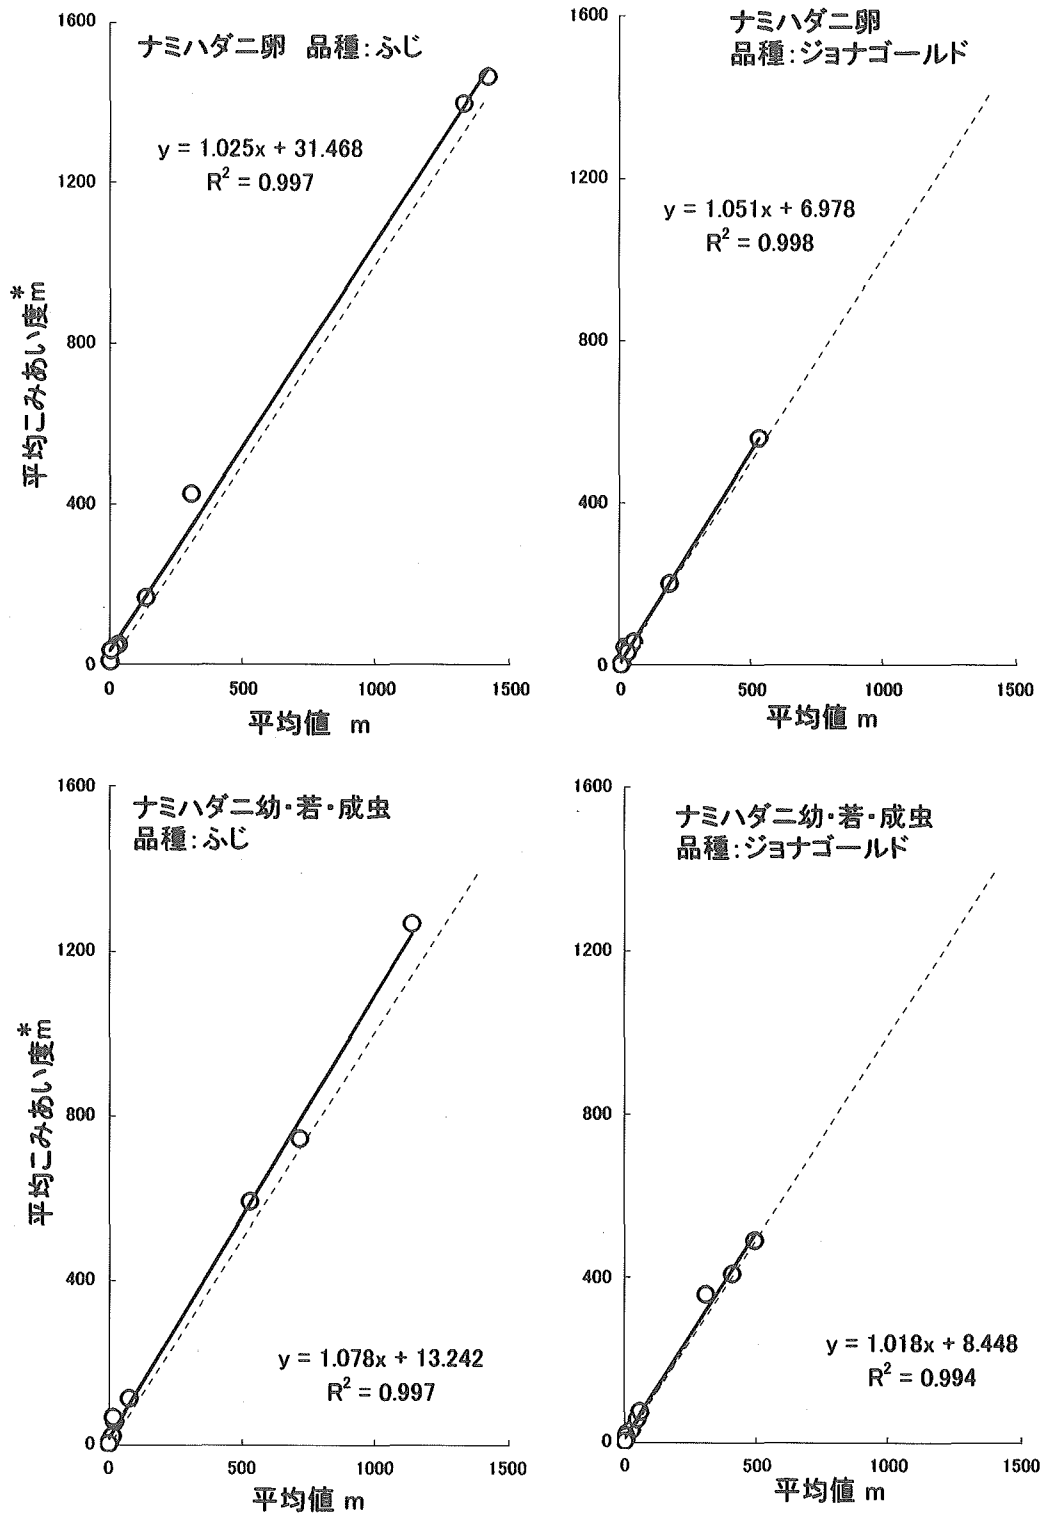 1600
1200
800
400
0
0
500
1000
1500
ナミハダニ卵 品種:ふじ
y = 1.025x + 31.468
R² = 0.997
平均こみあい度m*
平均値 m
1600
1200
800
400
0
0
500
1000
1500
ナミハダニ卵
品種:ジョナゴールド
y = 1.051x + 6.978
R² = 0.998
平均値 m
1600
1200
800
400
0
0
500
1000
1500
ナミハダニ幼・若・成虫
品種:ふじ
y = 1.078x + 13.242
R² = 0.997
平均こみあい度m*
平均値 m
1600
1200
800
400
0
0
500
1000
1500
ナミハダニ幼・若・成虫
品種:ジョナゴールド
y = 1.018x + 8.448
R² = 0.994
平均値 m